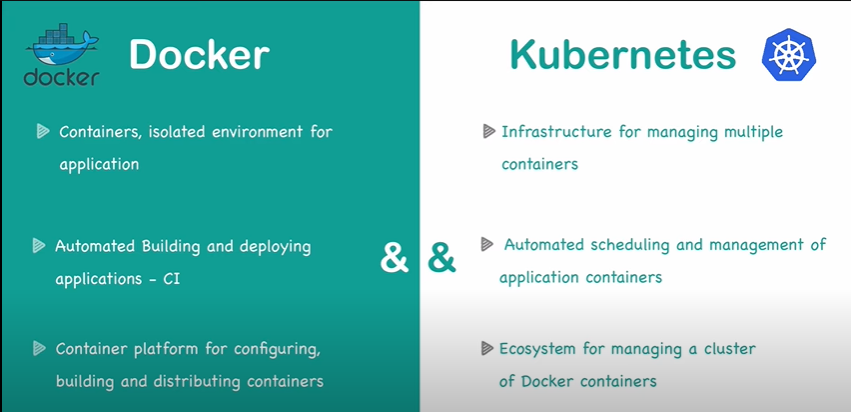 docker
Docker
Containers, isolated environment for
application
Automated Building and deploying
applications - CI
Container platform for configuring,
building and distributing containers
& &
Kubernetes
Infrastructure for managing multiple
containers
Automated scheduling and management of
application containers
Ecosystem for managing a cluster
of Docker containers